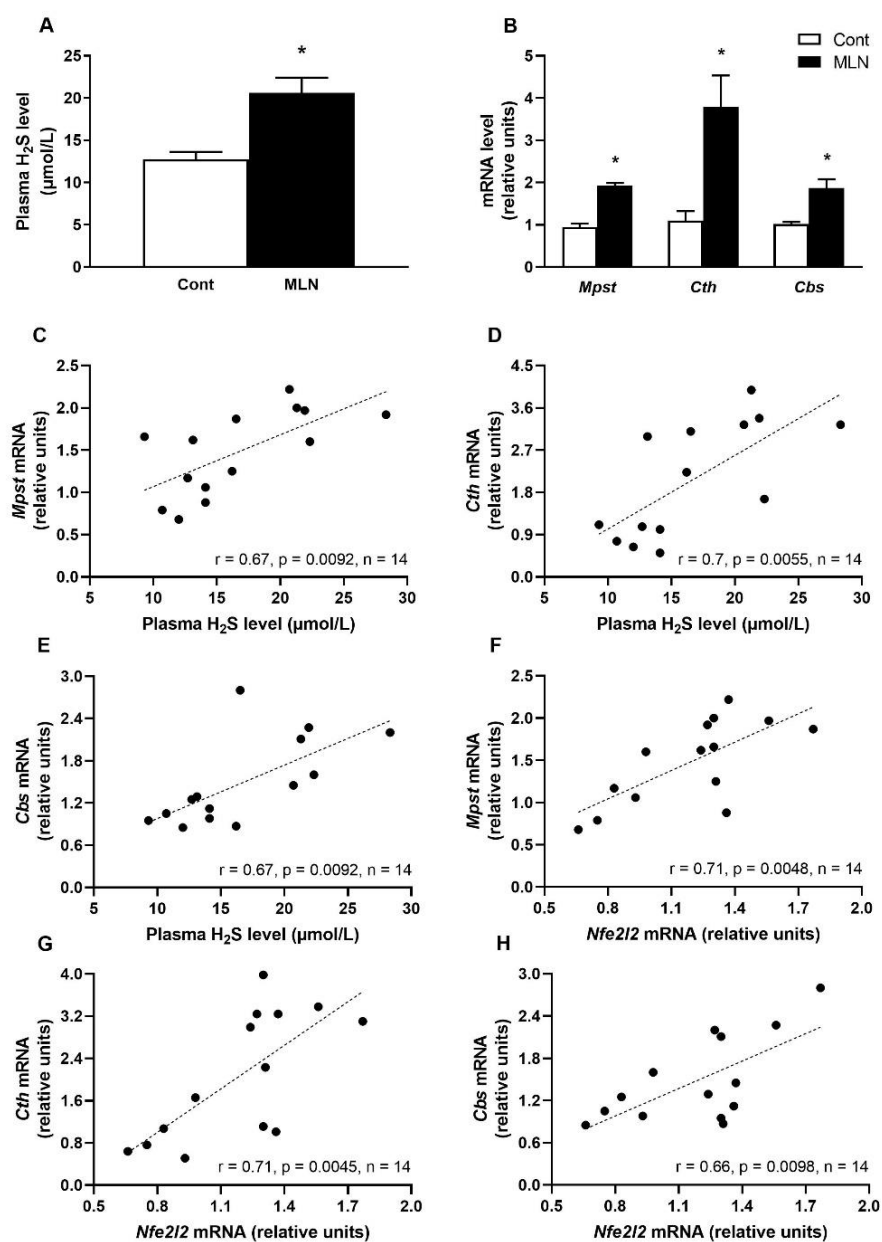 A
*
25
20
15
10
5
0
Plasma H₂S level
(µmol/L)
Cont
MLN
B
Cont
MLN
*
*
*
5
4
3
2
1
0
mRNA level
(relative units)
Mpst
Cth
Cbs
C
2.5
2.0
1.5
1.0
0.5
0.0
Mpst mRNA
(relative units)
r = 0.67, p = 0.0092, n = 14
5 10 15 20 25 30
Plasma H₂S level (µmol/L)
D
4.5
3.6
2.7
1.8
0.9
0.0
Cth mRNA
(relative units)
r = 0.7, p = 0.0055, n = 14
5 10 15 20 25 30
Plasma H₂S level (µmol/L)
E
3.0
2.4
1.8
1.2
0.6
0.0
Cbs mRNA
(relative units)
r = 0.67, p = 0.0092, n = 14
5 10 15 20 25 30
Plasma H₂S level (µmol/L)
F
2.5
2.0
1.5
1.0
0.5
0.0
Mpst mRNA
(relative units)
r = 0.71, p = 0.0048, n = 14
0.5 0.8 1.1 1.4 1.7 2.0
Nfe2l2 mRNA (relative units)
G
4.0
3.2
2.4
1.6
0.8
0.0
Cth mRNA
(relative units)
r = 0.71, p = 0.0045, n = 14
0.5 0.8 1.1 1.4 1.7 2.0
Nfe2l2 mRNA (relative units)
H
3.0
2.4
1.8
1.2
0.6
0.0
Cbs mRNA
(relative units)
r = 0.66, p = 0.0098, n = 14
0.5 0.8 1.1 1.4 1.7 2.0
Nfe2l2 mRNA (relative units)